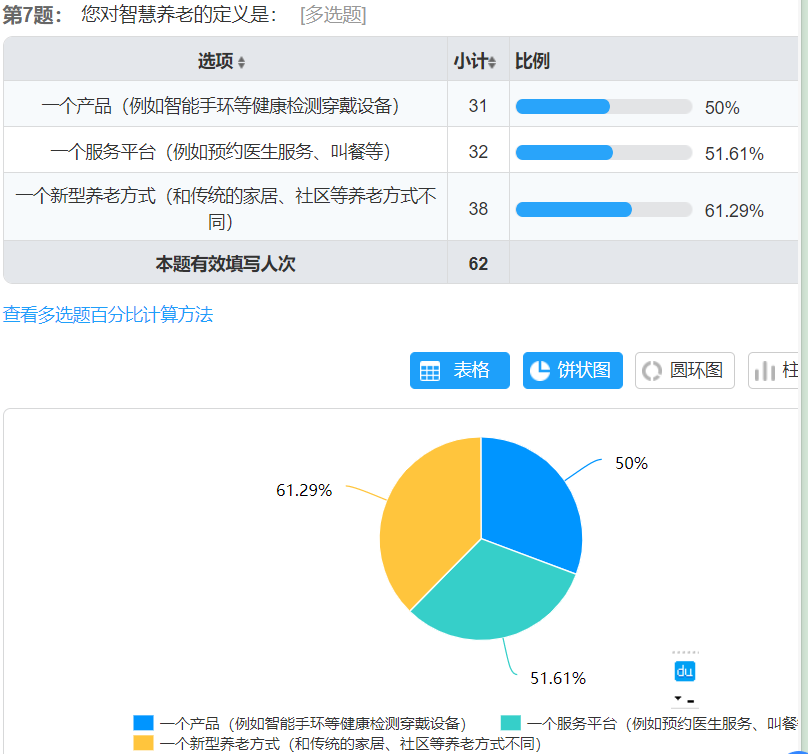 第7题： 您对智慧养老的定义是： [多选题]
选项 小计 比例
一个产品（例如智能手环等健康检测穿戴设备） 31 50%
一个服务平台（例如预约医生服务、叫餐等） 32 51.61%
一个新型养老方式（和传统的家居、社区等养老方式不
同） 38 61.29%
本题有效填写人次 62
查看多选题百分比计算方法
表格 饼状图 圆环图 柱
50%
61.29%
51.61%
du
一个产品（例如智能手环等健康检测穿戴设备） 一个服务平台（例如预约医生服务、叫餐
一个新型养老方式（和传统的家居、社区等养老方式不同）